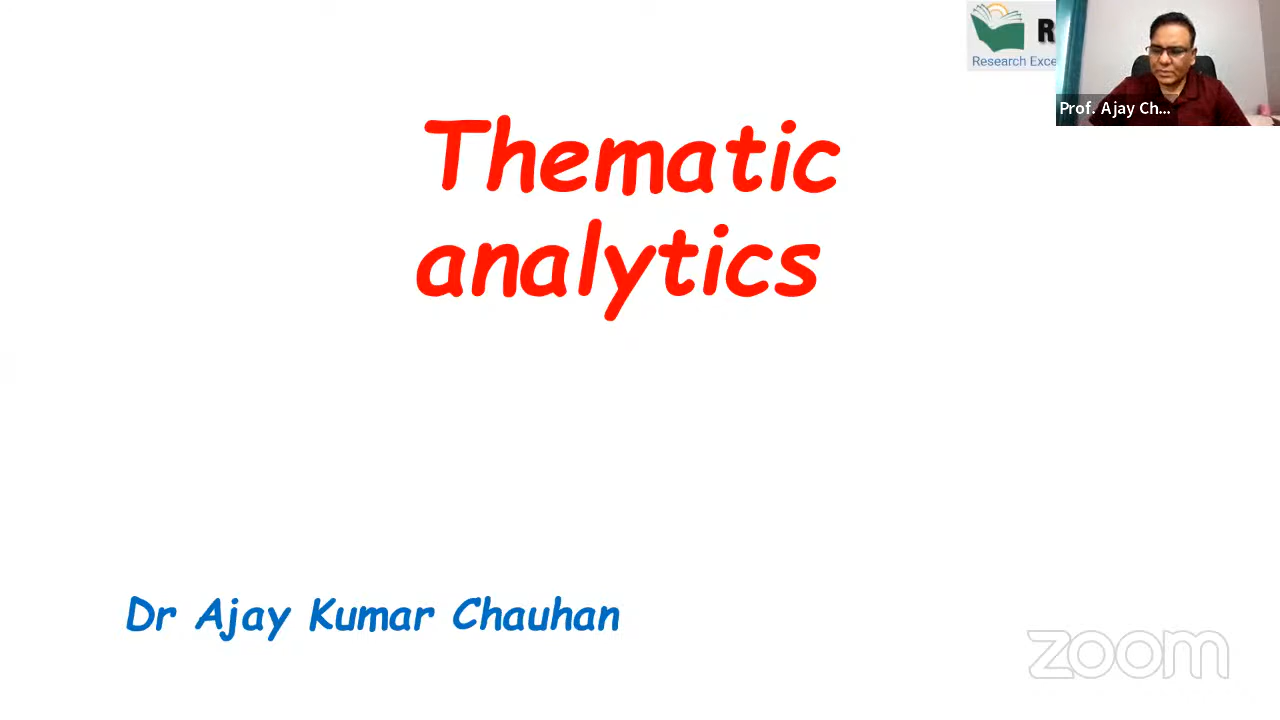 R
Research Exce
Prof. Ajay Ch...
Thematic
analytics
Dr Ajay Kumar Chauhan
zoom